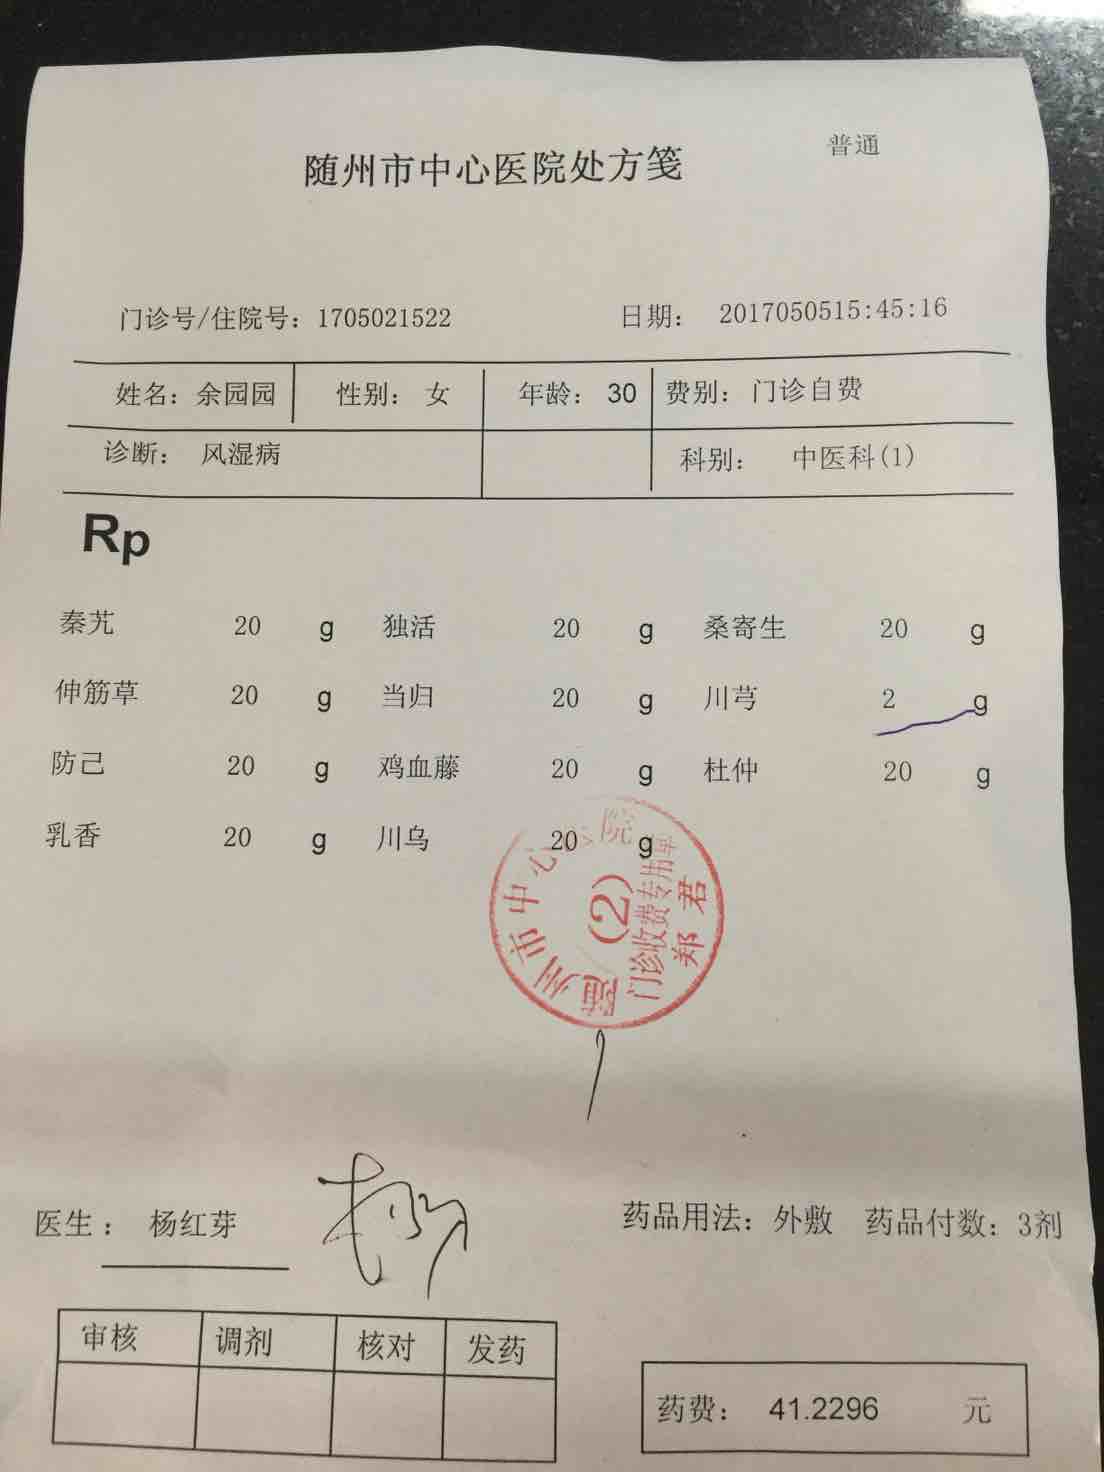 普通
随州市中心医院处方笺
门诊号/住院号：1705021522 日期： 2017050515:45:16
姓名：余园园 性别：女 年龄：30 费别：门诊自费
诊断： 风湿病 科别： 中医科(1)
Rp
秦艽 20 g 独活 20 g 桑寄生 20 g
伸筋草 20 g 当归 20 g 川芎 2 g
防己 20 g 鸡血藤 20 g 杜仲 20 g
乳香 20 g 川乌 20 g
随州市中心医院
(2)
门诊收费专用章
郑君
医生： 杨红芽 药品用法：外敷 药品付数：3剂
审核 调剂 核对 发药
药费： 41.2296 元